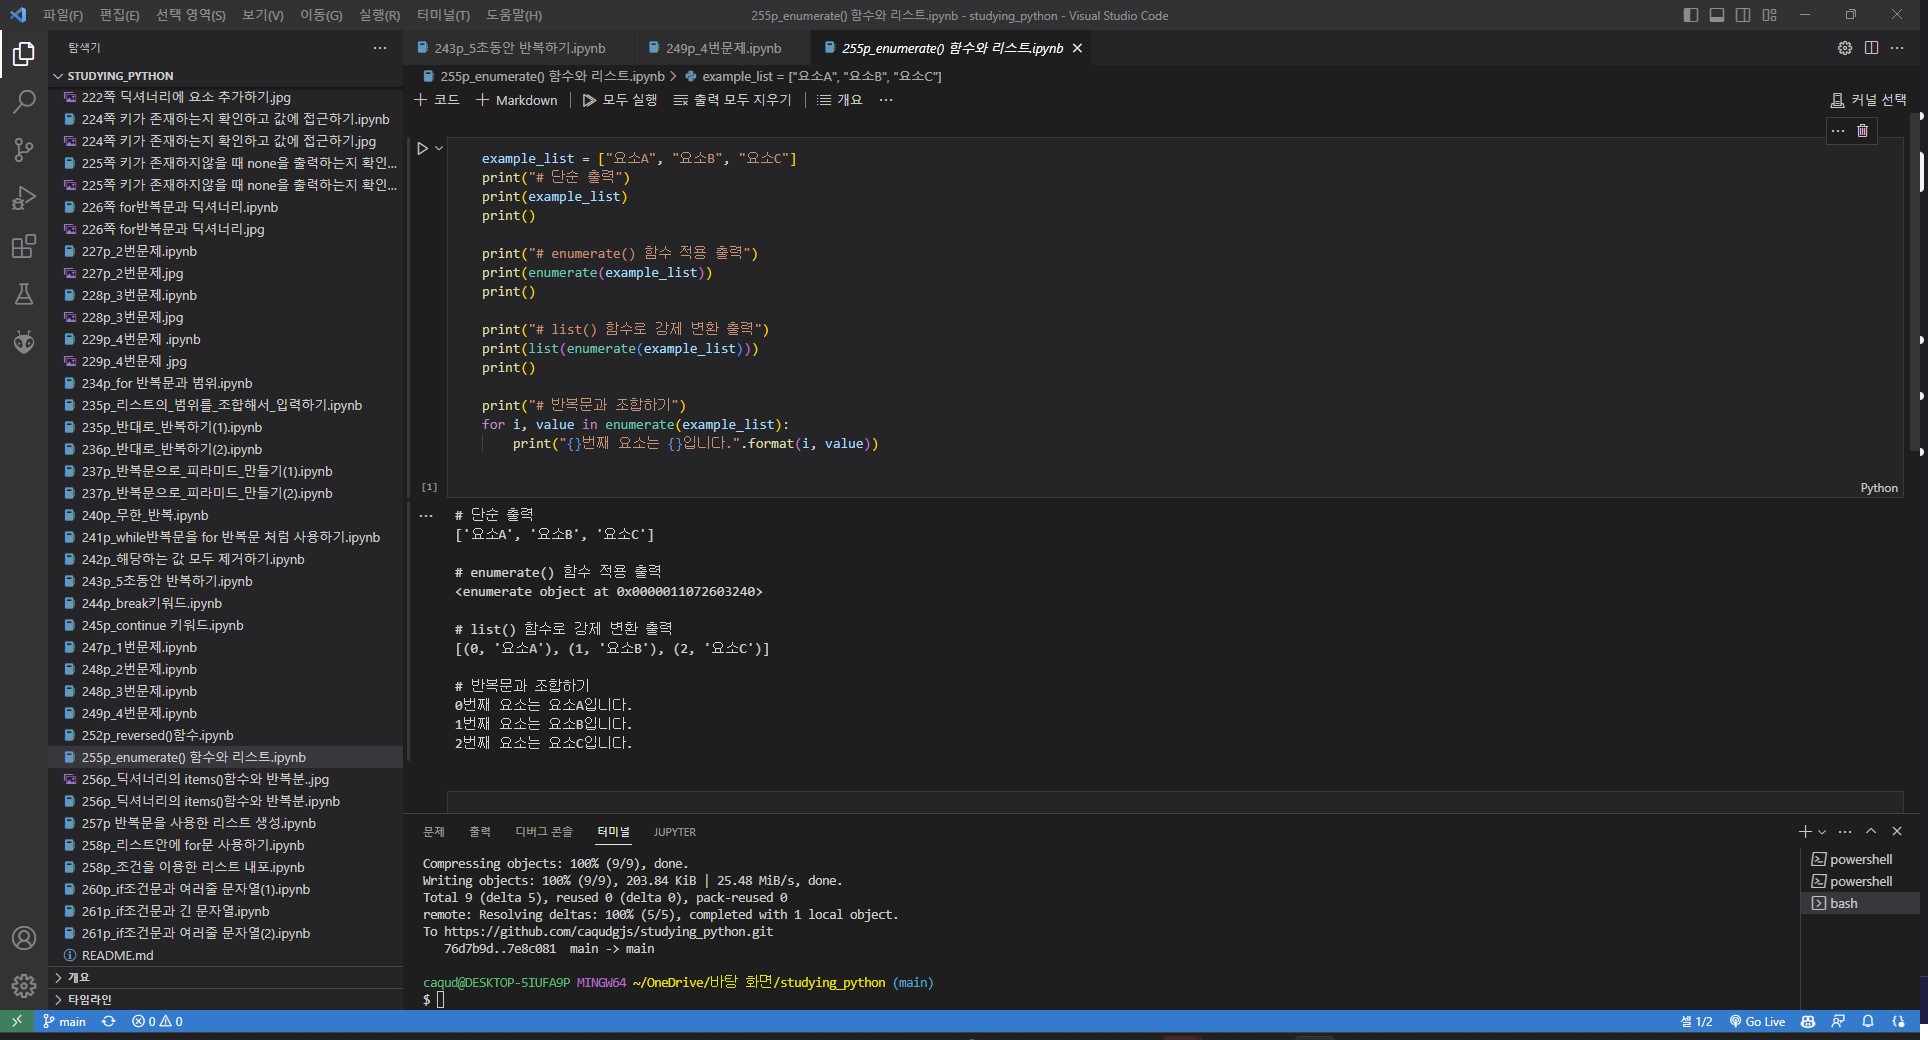 파일(F) 편집(E) 선택 영역(S) 보기(V) 이동(G) 실행(R) 터미널(T) 도움말(H)
255p_enumerate() 함수와 리스트.ipynb - studying_python - Visual Studio Code
탐색기
STUDYING_PYTHON
222쪽 딕셔너리에 요소 추가하기.jpg
224쪽 키가 존재하는지 확인하고 값에 접근하기.ipynb
224쪽 키가 존재하는지 확인하고 값에 접근하기.jpg
225쪽 키가 존재하지않을 때 none을 출력하는지 확인...
225쪽 키가 존재하지않을 때 none을 출력하는지 확인...
226쪽 for반복문과 딕셔너리.ipynb
226쪽 for반복문과 딕셔너리.jpg
227p_2번문제.ipynb
227p_2번문제.jpg
228p_3번문제.ipynb
228p_3번문제.jpg
229p_4번문제 .ipynb
229p_4번문제 .jpg
234p_for 반복문과 범위.ipynb
235p_리스트의_범위를_조합해서_입력하기.ipynb
235p_반대로_반복하기(1).ipynb
236p_반대로_반복하기(2).ipynb
237p_반복문으로_피라미드_만들기(1).ipynb
237p_반복문으로_피라미드_만들기(2).ipynb
240p_무한_반복.ipynb
241p_while반복문을 for 반복문 처럼 사용하기.ipynb
242p_해당하는 값 모두 제거하기.ipynb
243p_5초동안 반복하기.ipynb
244p_break키워드.ipynb
245p_continue 키워드.ipynb
247p_1번문제.ipynb
248p_2번문제.ipynb
248p_3번문제.ipynb
249p_4번문제.ipynb
252p_reversed()함수.ipynb
255p_enumerate() 함수와 리스트.ipynb
256p_딕셔너리의 items()함수와 반복분..jpg
256p_딕셔너리의 items()함수와 반복분.ipynb
257p 반복문을 사용한 리스트 생성.ipynb
258p_리스트안에 for문 사용하기.ipynb
258p_조건을 이용한 리스트 내포.ipynb
260p_if조건문과 여러줄 문자열(1).ipynb
261p_if조건문과 긴 문자열.ipynb
261p_if조건문과 여러줄 문자열(2).ipynb
README.md
개요
타임라인
243p_5초동안 반복하기.ipynb 249p_4번문제.ipynb 255p_enumerate() 함수와 리스트.ipynb
255p_enumerate() 함수와 리스트.ipynb > example_list = ["요소A", "요소B", "요소C"]
코드 Markdown 모두 실행 출력 모두 지우기 개요 ...
커널 선택
example_list = ["요소A", "요소B", "요소C"]
print("# 단순 출력")
print(example_list)
print()
print("# enumerate() 함수 적용 출력")
print(enumerate(example_list))
print()
print("# list() 함수로 강제 변환 출력")
print(list(enumerate(example_list)))
print()
print("# 반복문과 조합하기")
for i, value in enumerate(example_list):
print("{}번째 요소는 {}입니다.".format(i, value))
[1]
Python
# 단순 출력
['요소A', '요소B', '요소C']
# enumerate() 함수 적용 출력
<enumerate object at 0x0000011072603240>
# list() 함수로 강제 변환 출력
[(0, '요소A'), (1, '요소B'), (2, '요소C')]
# 반복문과 조합하기
0번째 요소는 요소A입니다.
1번째 요소는 요소B입니다.
2번째 요소는 요소C입니다.
문제 출력 디버그 콘솔 터미널 JUPYTER
Compressing objects: 100% (9/9), done.
Writing objects: 100% (9/9), 203.84 KiB | 25.48 MiB/s, done.
Total 9 (delta 5), reused 0 (delta 0), pack-reused 0
remote: Resolving deltas: 100% (5/5), completed with 1 local object.
To https://github.com/caqudgjs/studying_python.git
76d7b9d..7e8c081 main -> main
caqud@DESKTOP-5IUFA9P MINGW64 ~/OneDrive/바탕 화면/studying_python (main)
$
powershell
powershell
bash
main 0 0
셀 1/2 Go Live